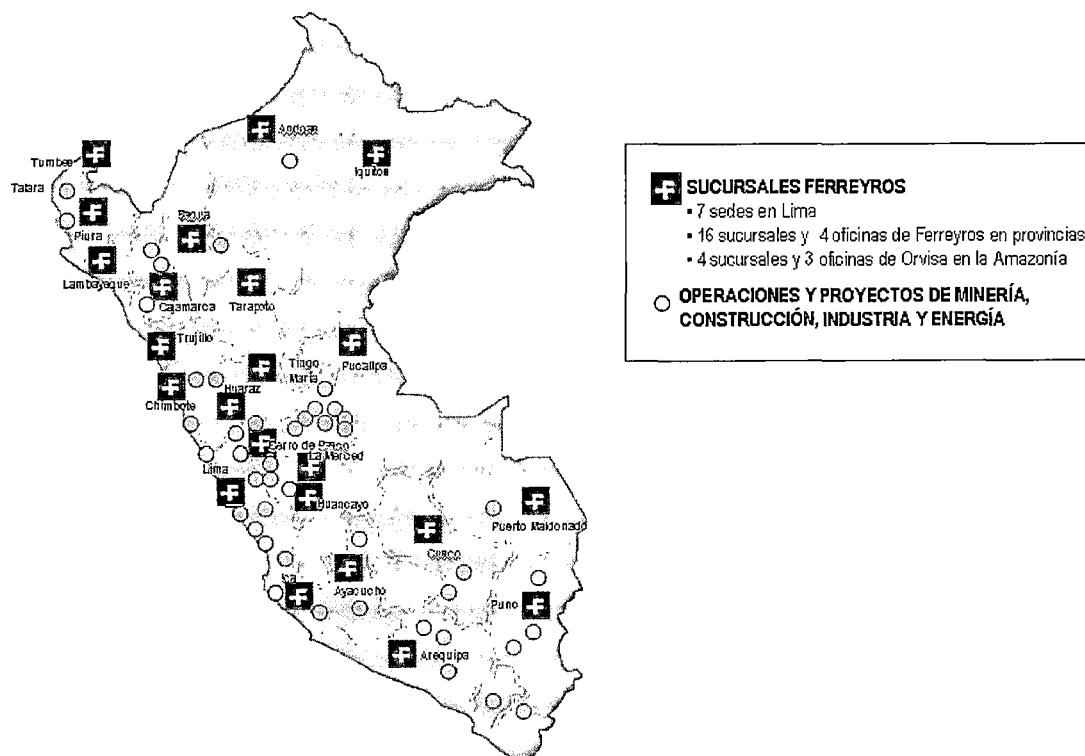 Andoas
Tumbes
Iquitos
Talara
Piura
Bagua
Lambayeque
Cajamarca
Tarapoto
Trujillo
Pucallpa
Tingo
María
Chimbote
Huaraz
Cerro de Pasco
La Merced
Lima
Huancayo
Puerto Maldonado
Cusco
Ica
Ayacucho
Puno
Arequipa
SUCURSALES FERREYROS
▪ 7 sedes en Lima
▪ 16 sucursales y 4 oficinas de Ferreyros en provincias
▪ 4 sucursales y 3 oficinas de Orvisa en la Amazonía
OPERACIONES Y PROYECTOS DE MINERÍA,
CONSTRUCCIÓN, INDUSTRIA Y ENERGÍA